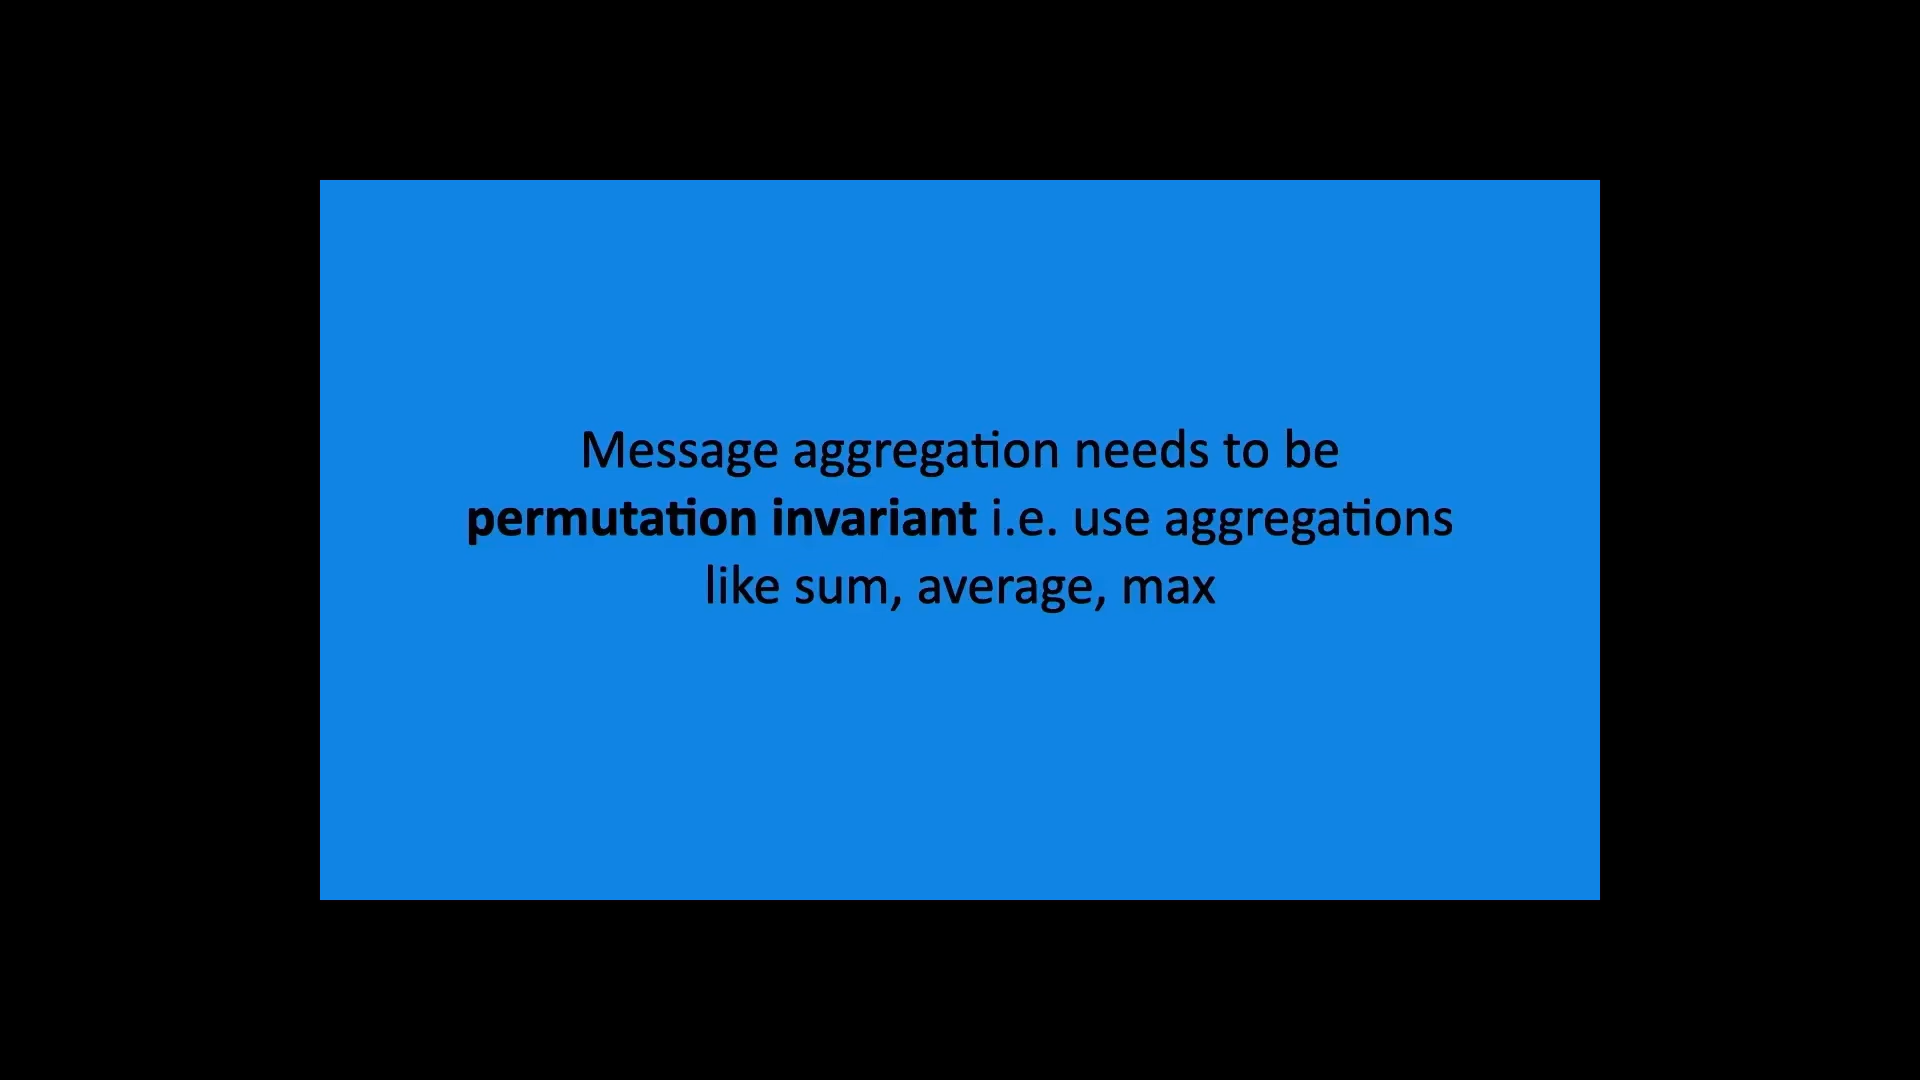 Message aggregation needs to be
permutation invariant i.e. use aggregations
like sum, average, max